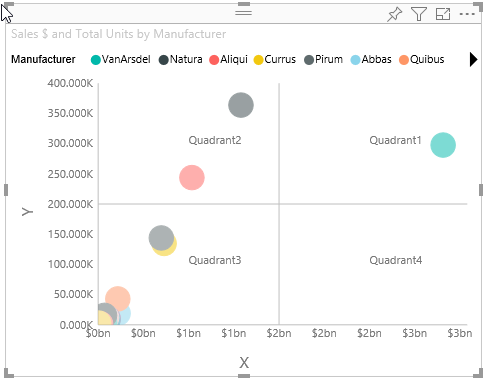 Sales $ and Total Units by Manufacturer
Manufacturer VanArsdel Natura Aliqui Currus Pirum Abbas Quibus
400.000K
350.000K
300.000K
250.000K
200.000K
150.000K
100.000K
50.000K
0.000K
Y
Quadrant2 Quadrant1
Quadrant3 Quadrant4
$0bn $0bn $1bn $1bn $2bn $2bn $2bn $3bn $3bn
X